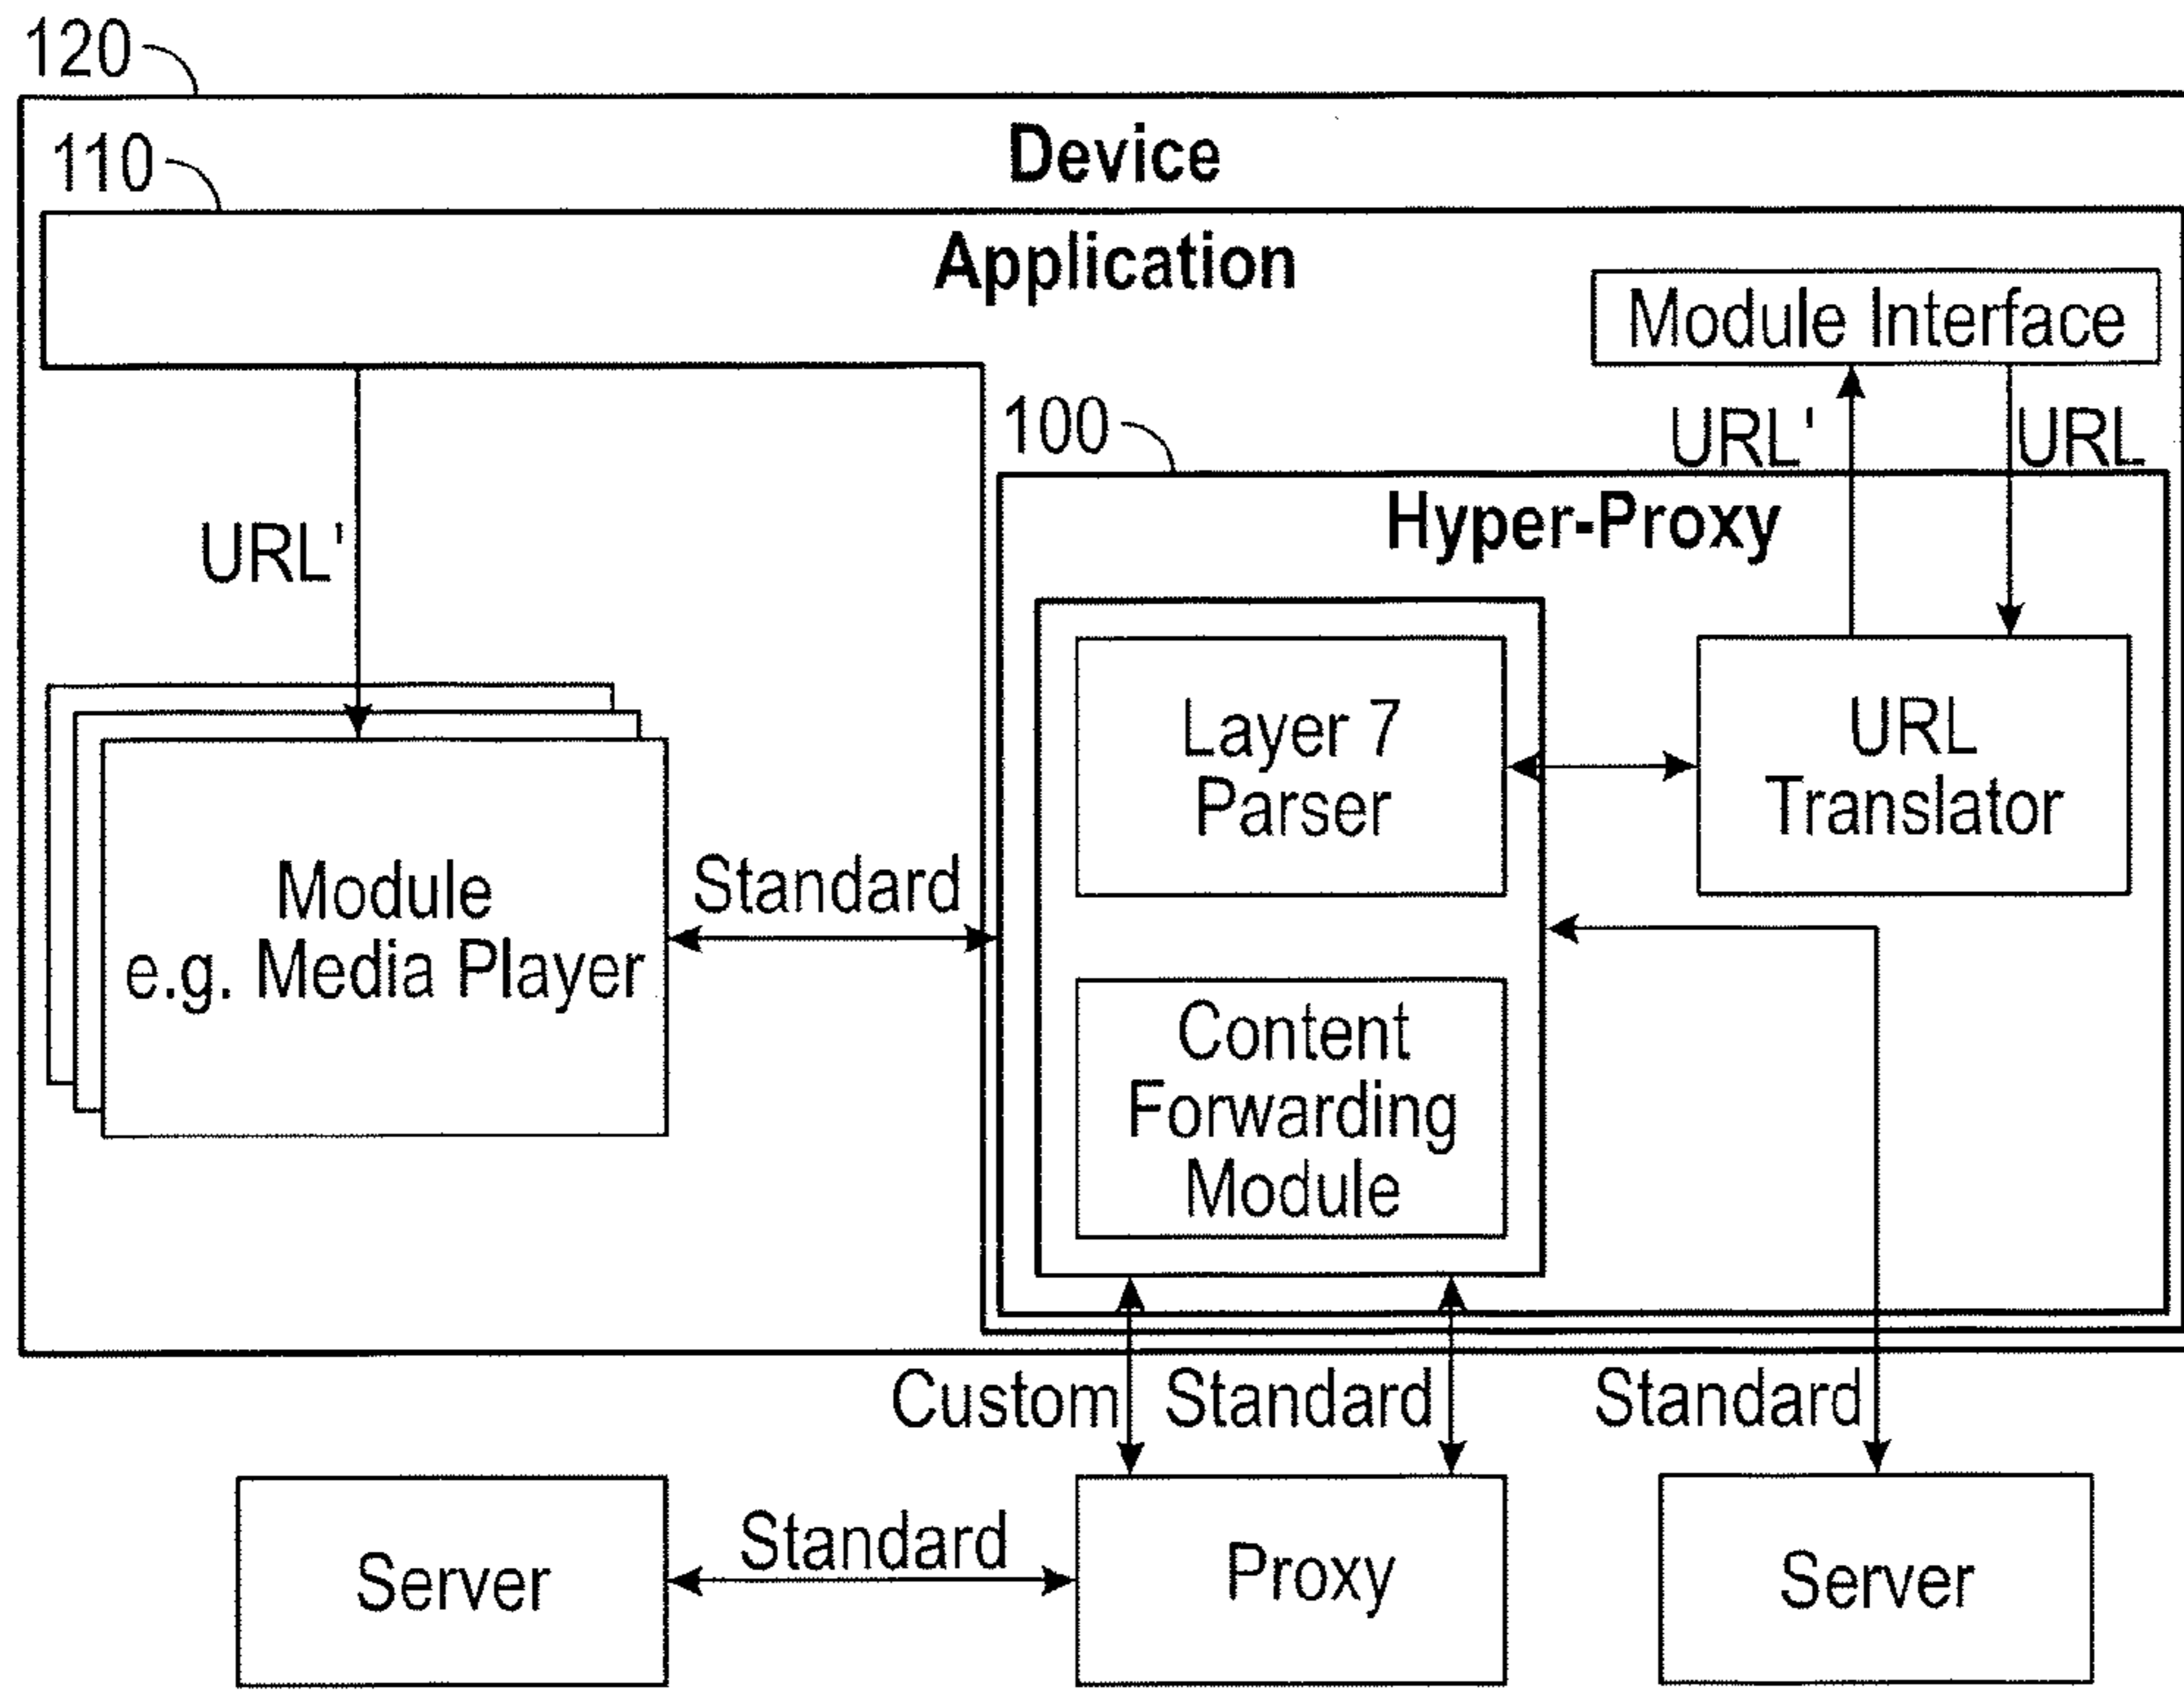 120
Device
110
Application
Module Interface
100
URL'
URL
Hyper-Proxy
URL'
Layer 7
Parser
URL
Translator
Module
e.g. Media Player
Standard
Content
Forwarding
Module
Custom
Standard
Standard
Server
Standard
Proxy
Server